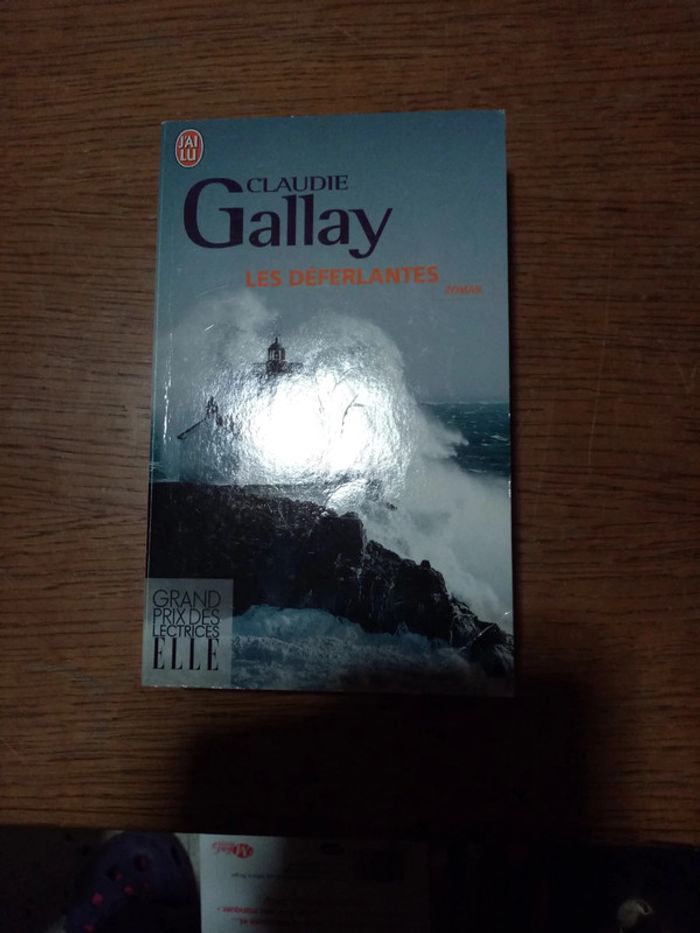 J'AI
LU
CLAUDIE
Gallay
LES DÉFERLANTES
ROMAN
GRAND
PRIX DES
LECTRICES
ELLE